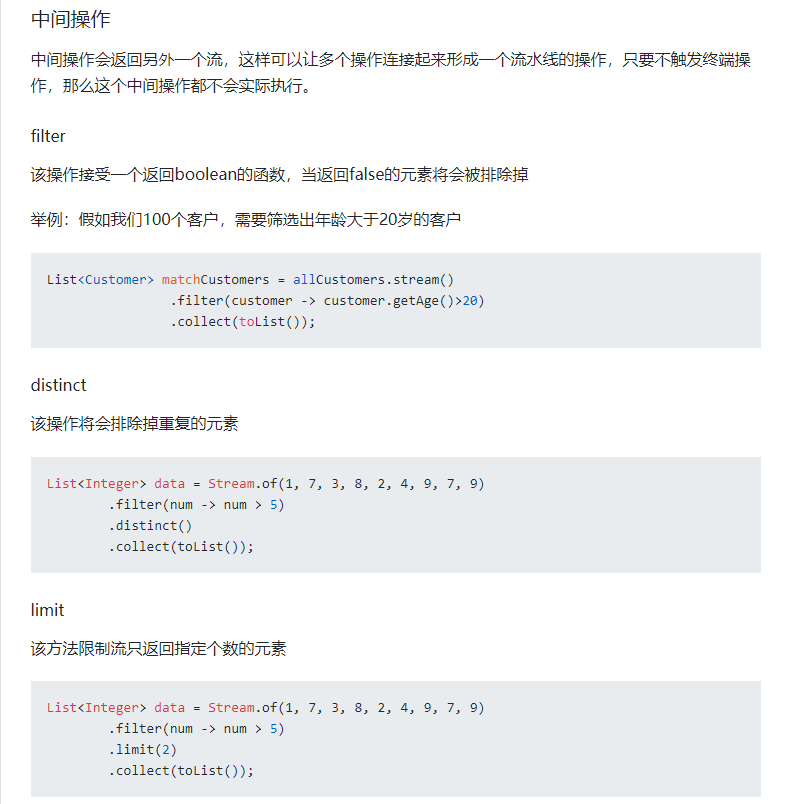 中间操作
中间操作会返回另外一个流，这样可以让多个操作连接起来形成一个流水线的操作，只要不触发终端操
作，那么这个中间操作都不会实际执行。
filter
该操作接受一个返回boolean的函数，当返回false的元素将会被排除掉
举例：假如我们100个客户，需要筛选出年龄大于20岁的客户
List<Customer> matchCustomers = allCustomers.stream()
.filter(customer -> customer.getAge()>20)
.collect(toList());
distinct
该操作将会排除掉重复的元素
List<Integer> data = Stream.of(1, 7, 3, 8, 2, 4, 9, 7, 9)
.filter(num -> num > 5)
.distinct()
.collect(toList());
limit
该方法限制流只返回指定个数的元素
List<Integer> data = Stream.of(1, 7, 3, 8, 2, 4, 9, 7, 9)
.filter(num -> num > 5)
.limit(2)
.collect(toList());